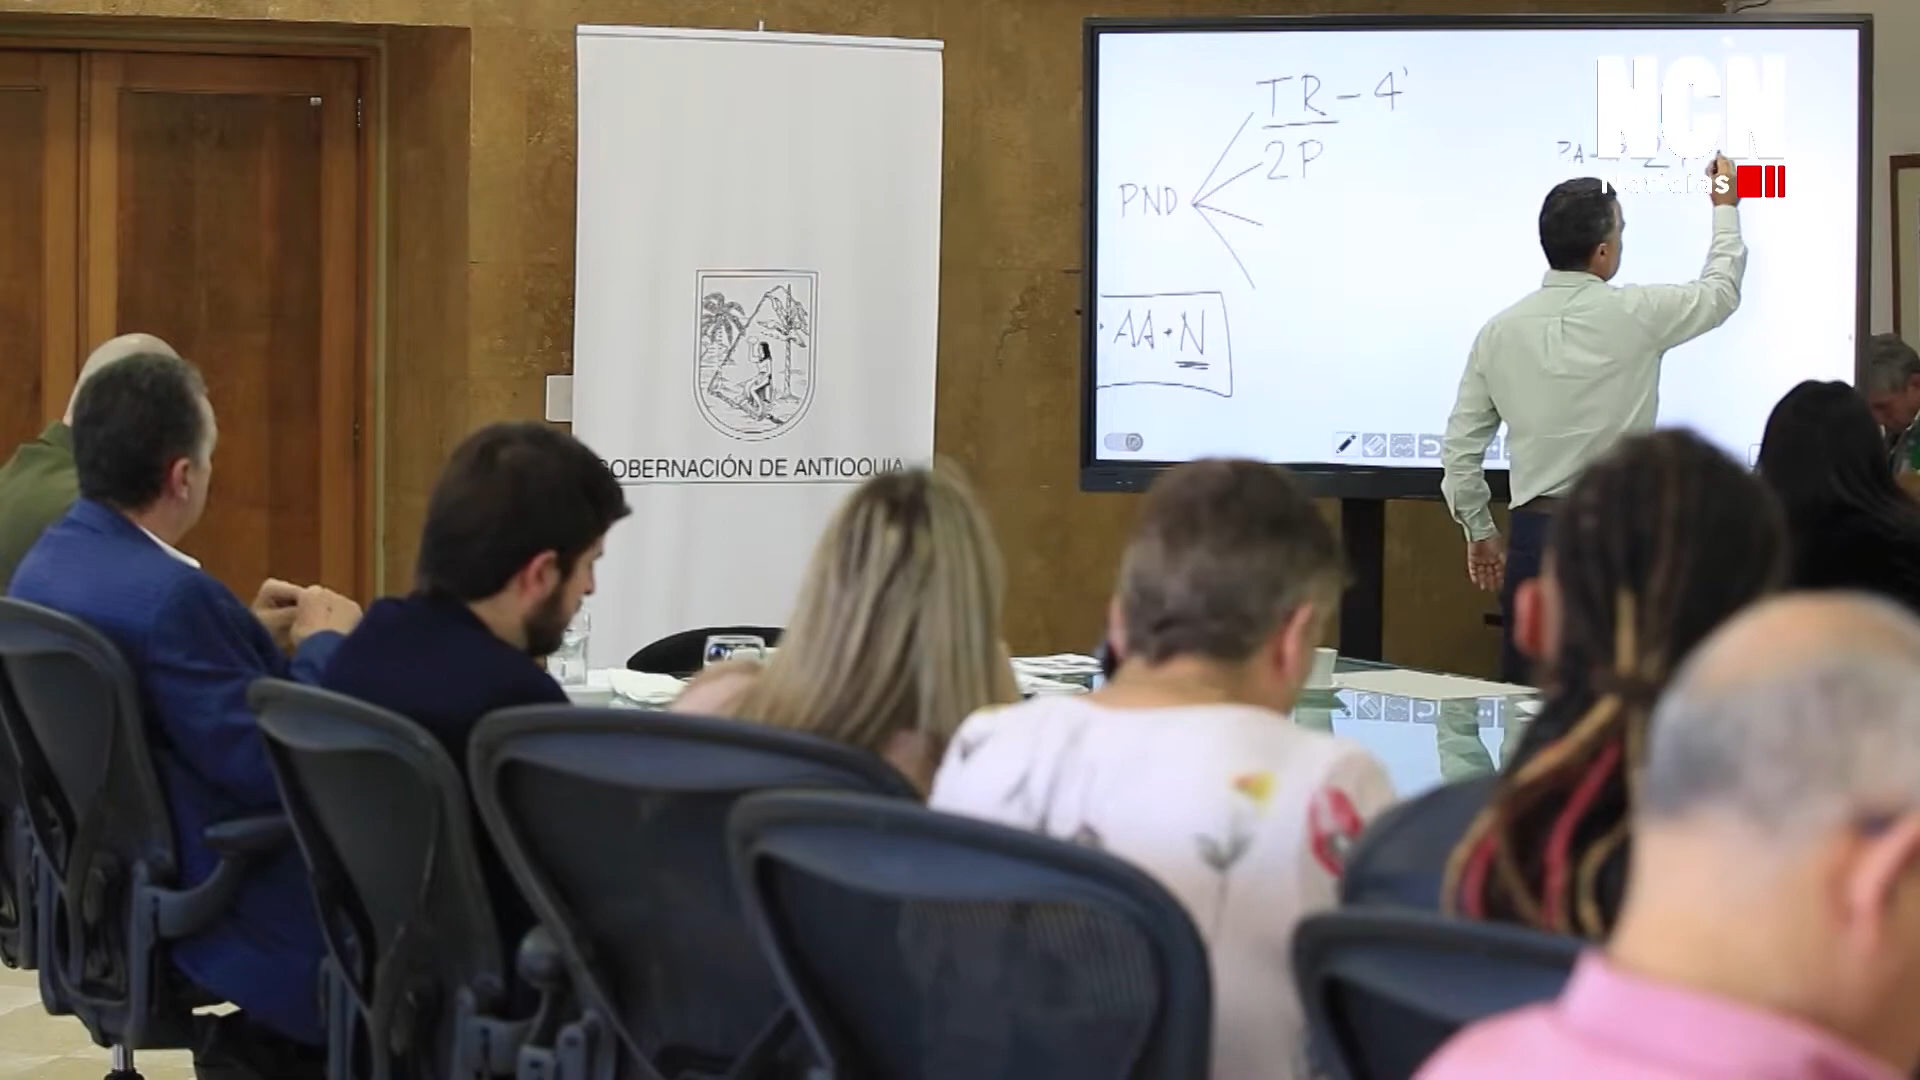 TR - 4'
2P
PND
AA · N
GOBERNACIÓN DE ANTIOQUIA
NCN
Noticias